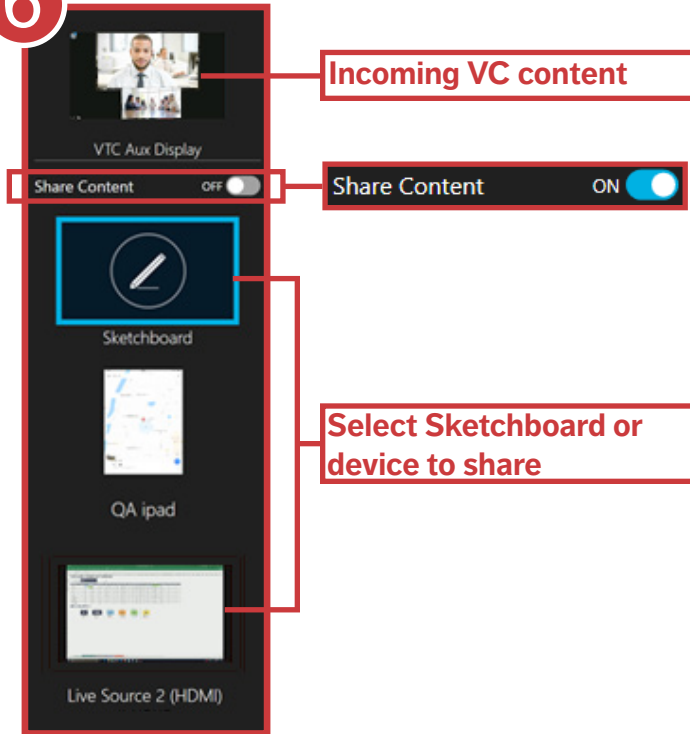 6
Incoming VC content
VTC Aux Display
Share Content OFF
Share Content ON
Sketchboard
Select Sketchboard or
device to share
QA ipad
Live Source 2 (HDMI)